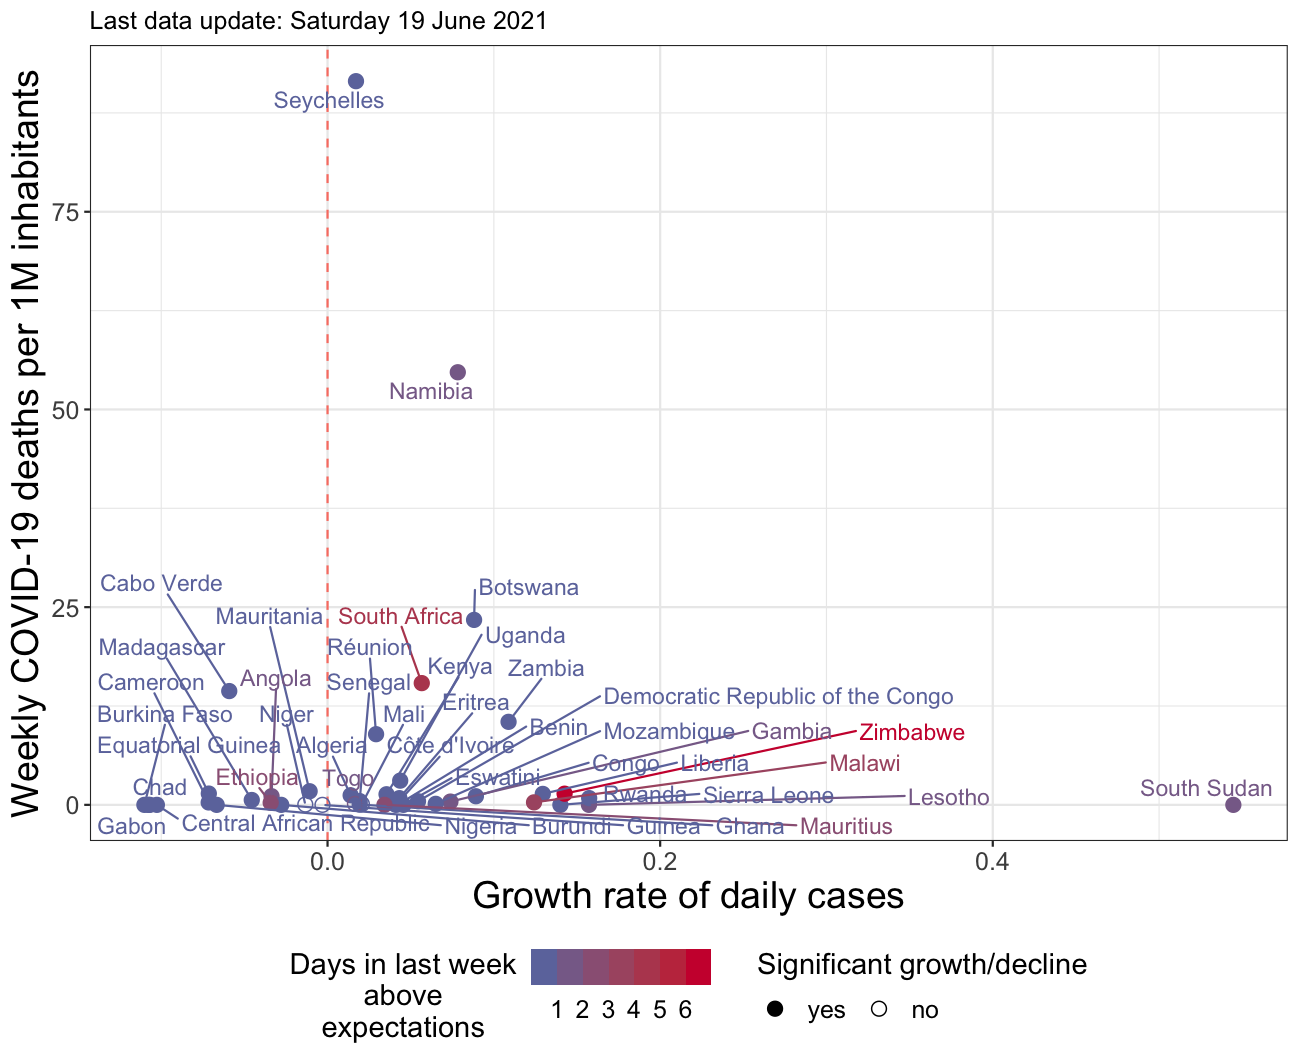 Last data update: Saturday 19 June 2021
Weekly COVID-19 deaths per 1M inhabitants
75
50
25
0
Seychelles
Namibia
Cabo Verde
Botswana
Mauritania
South Africa
Uganda
Madagascar
Réunion
Kenya
Zambia
Cameroon
Angola
Senegal
Democratic Republic of the Congo
Eritrea
Burkina Faso
Niger
Mali
Benin
Mozambique
Gambia
Zimbabwe
Equatorial Guinea
Algeria
Côte d'Ivoire
Congo
Liberia
Malawi
Ethiopia
Togo
Eswatini
Chad
Rwanda
Sierra Leone
Lesotho
South Sudan
Gabon
Central African Republic
Nigeria
Burundi
Guinea
Ghana
Mauritius
0.0
0.2
0.4
Growth rate of daily cases
Days in last week
above
expectations
1 2 3 4 5 6
Significant growth/decline
yes
no